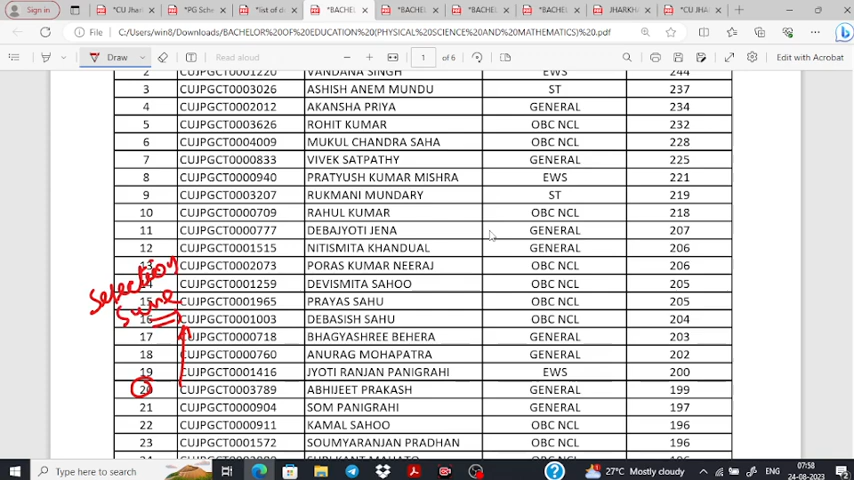 Sign in
*CU Jhar
*PG Sche
*list of di
*BACHEL
*BACHEL
*BACHEL
*BACHEL
JHARKHA
*CU JHA
C:/Users/win8/Downloads/BACHELOR%20OF%20EDUCATION%20(PHYSICAL%20SCIENCE%20AND%20MATHEMATICS)%20.pdf
Draw
Read aloud
1 of 6
Edit with Acrobat
2 CUJPGCT0001220 VANDANA SINGH EWS 244
3 CUJPGCT0003026 ASHISH ANEM MUNDU ST 237
4 CUJPGCT0002012 AKANSHA PRIYA GENERAL 234
5 CUJPGCT0003626 ROHIT KUMAR OBC NCL 232
6 CUJPGCT0004009 MUKUL CHANDRA SAHA OBC NCL 228
7 CUJPGCT0000833 VIVEK SATPATHY GENERAL 225
8 CUJPGCT0000940 PRATYUSH KUMAR MISHRA EWS 221
9 CUJPGCT0003207 RUKMANI MUNDARY ST 219
10 CUJPGCT0000709 RAHUL KUMAR OBC NCL 218
11 CUJPGCT0000777 DEBAJYOTI JENA GENERAL 207
12 CUJPGCT0001515 NITISMITA KHANDUAL GENERAL 206
13 CUJPGCT0002073 PORAS KUMAR NEERAJ OBC NCL 206
14 CUJPGCT0001259 DEVISMITA SAHOO OBC NCL 205
15 CUJPGCT0001965 PRAYAS SAHU OBC NCL 205
16 CUJPGCT0001003 DEBASISH SAHU OBC NCL 204
17 CUJPGCT0000718 BHAGYASHREE BEHERA GENERAL 203
18 CUJPGCT0000760 ANURAG MOHAPATRA GENERAL 202
19 CUJPGCT0001416 JYOTI RANJAN PANIGRAHI EWS 200
20 CUJPGCT0003789 ABHIJEET PRAKASH GENERAL 199
21 CUJPGCT0000904 SOM PANIGRAHI GENERAL 197
22 CUJPGCT0000911 KAMAL SAHOO OBC NCL 196
23 CUJPGCT0001572 SOUMYARANJAN PRADHAN OBC NCL 196
Selection
Sure
Type here to search
27°C Mostly cloudy
ENG
07:58
24-08-2023